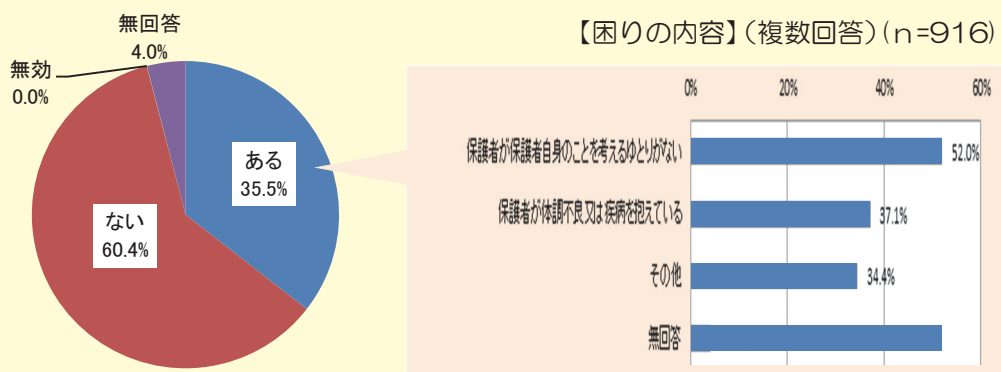 無回答
4.0%
無効
0.0%
ある
35.5%
ない
60.4%
【困りの内容】（複数回答）(n=916)
0%
20%
40%
60%
保護者が保護者自身のことを考えるゆとりがない
52.0%
保護者が体調不良又は疾病を抱えている
37.1%
その他
34.4%
無回答